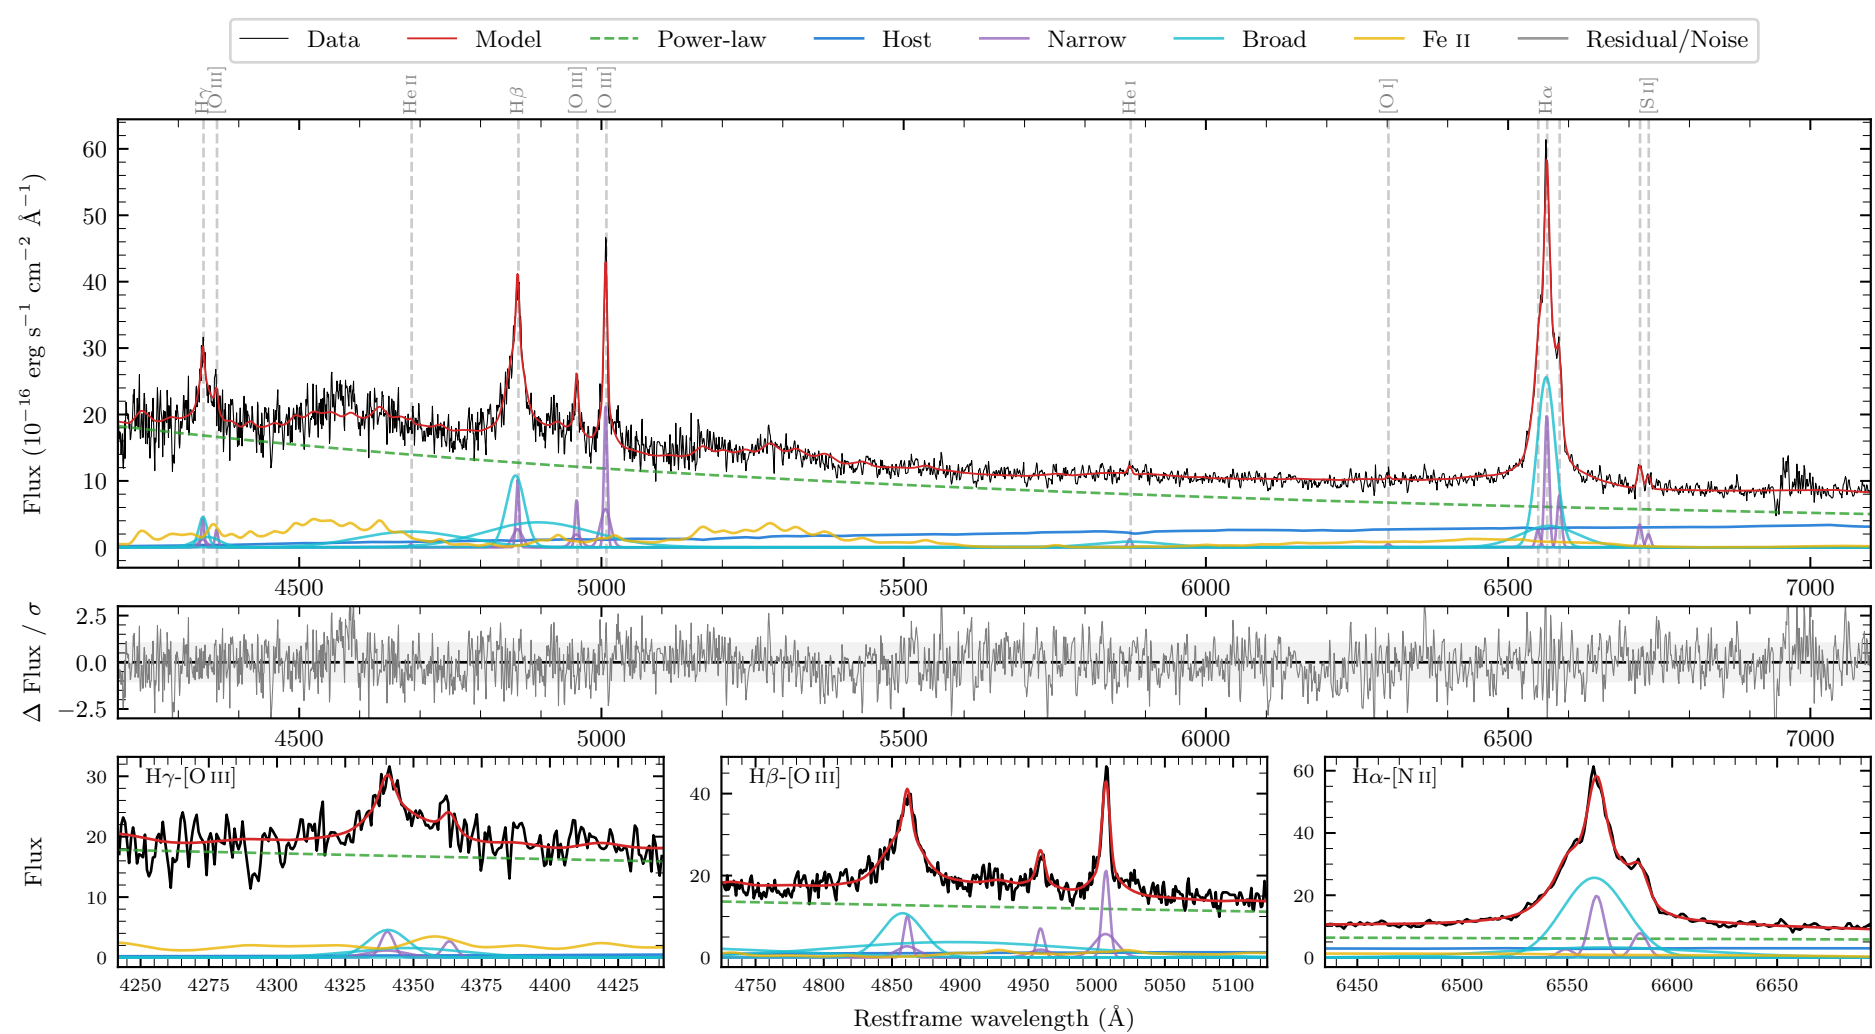 Data Model Power-law Host Narrow Broad Fe II Residual/Noise
Hγ [O III] He II Hβ [O III] [O III] He I [O I] Hα [S II]
Flux (10⁻¹⁶ erg s⁻¹ cm⁻² Å⁻¹)
60
50
40
30
20
10
0
4500 5000 5500 6000 6500 7000
Δ Flux / σ
2.5
0.0
−2.5
4500 5000 5500 6000 6500 7000
Flux
Hγ-[O III]
30
20
10
0
4250 4275 4300 4325 4350 4375 4400 4425
Hβ-[O III]
40
20
0
4750 4800 4850 4900 4950 5000 5050 5100
Hα-[N II]
60
40
20
0
6450 6500 6550 6600 6650
Restframe wavelength (Å)